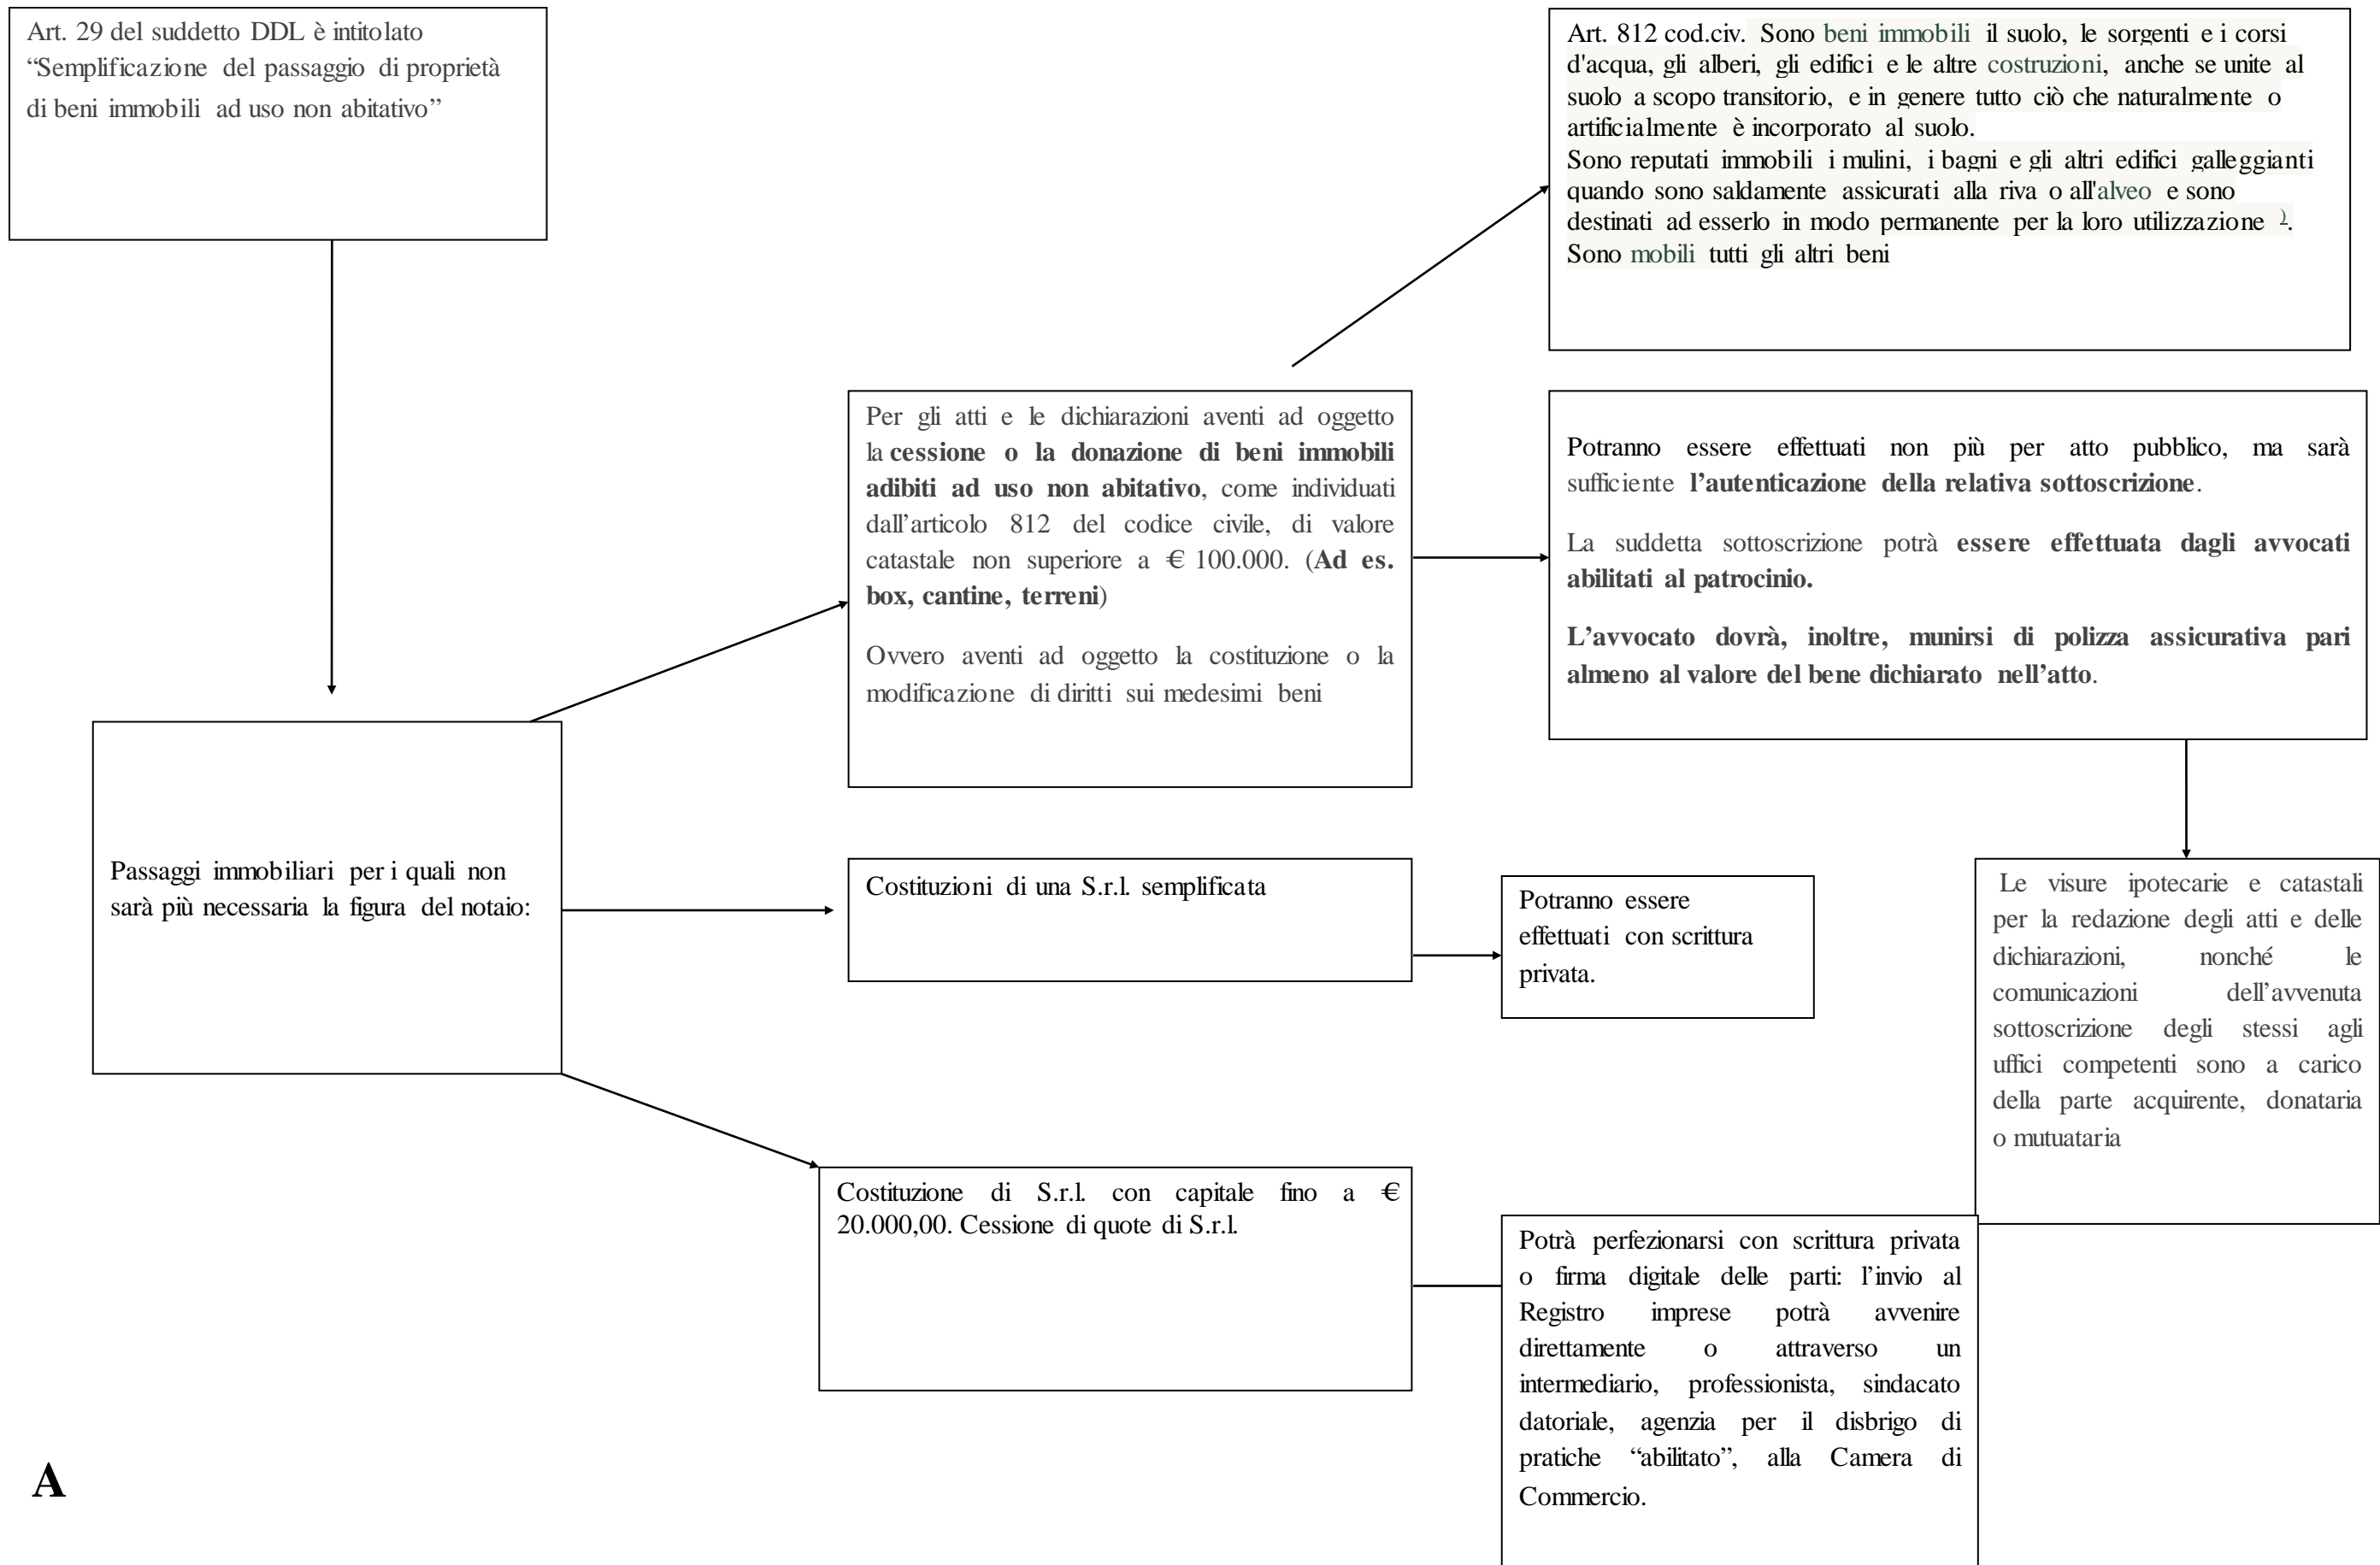 Art. 29 del suddetto DDL è intitolato
“Semplificazione del passaggio di proprietà
di beni immobili ad uso non abitativo”
Art. 812 cod.civ. Sono beni immobili il suolo, le sorgenti e i corsi
d'acqua, gli alberi, gli edifici e le altre costruzioni, anche se unite al
suolo a scopo transitorio, e in genere tutto ciò che naturalmente o
artificialmente è incorporato al suolo.
Sono reputati immobili i mulini, i bagni e gli altri edifici galleggianti
quando sono saldamente assicurati alla riva o all'alveo e sono
destinati ad esserlo in modo permanente per la loro utilizzazione ).
Sono mobili tutti gli altri beni
Per gli atti e le dichiarazioni aventi ad oggetto
la cessione o la donazione di beni immobili
adibiti ad uso non abitativo, come individuati
dall’articolo 812 del codice civile, di valore
catastale non superiore a € 100.000. (Ad es.
box, cantine, terreni)
Ovvero aventi ad oggetto la costituzione o la
modificazione di diritti sui medesimi beni
Potranno essere effettuati non più per atto pubblico, ma sarà
sufficiente l’autenticazione della relativa sottoscrizione.
La suddetta sottoscrizione potrà essere effettuata dagli avvocati
abilitati al patrocinio.
L’avvocato dovrà, inoltre, munirsi di polizza assicurativa pari
almeno al valore del bene dichiarato nell’atto.
Passaggi immobiliari per i quali non
sarà più necessaria la figura del notaio:
Costituzioni di una S.r.l. semplificata
Potranno essere
effettuati con scrittura
privata.
Le visure ipotecarie e catastali
per la redazione degli atti e delle
dichiarazioni, nonché le
comunicazioni dell’avvenuta
sottoscrizione degli stessi agli
uffici competenti sono a carico
della parte acquirente, donataria
o mutuataria
Costituzione di S.r.l. con capitale fino a €
20.000,00. Cessione di quote di S.r.l.
Potrà perfezionarsi con scrittura privata
o firma digitale delle parti: l’invio al
Registro imprese potrà avvenire
direttamente o attraverso un
intermediario, professionista, sindacato
datoriale, agenzia per il disbrigo di
pratiche “abilitato”, alla Camera di
Commercio.
A